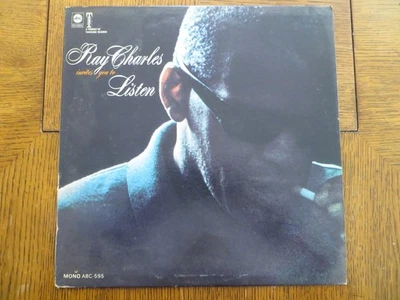 Ray Charles
invites you to
Listen
MONO ABC-595